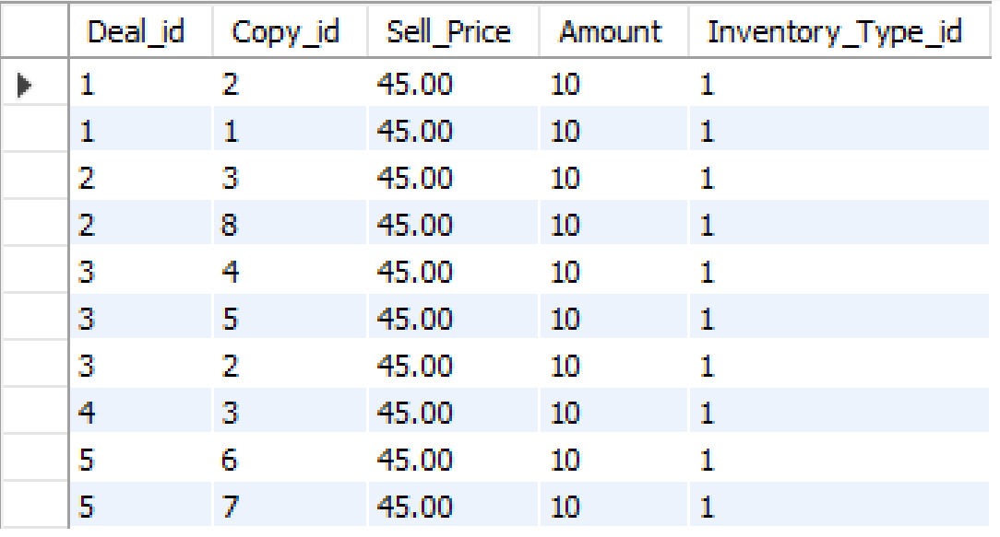 Deal_id Copy_id Sell_Price Amount Inventory_Type_id
1 2 45.00 10 1
1 1 45.00 10 1
2 3 45.00 10 1
2 8 45.00 10 1
3 4 45.00 10 1
3 5 45.00 10 1
3 2 45.00 10 1
4 3 45.00 10 1
5 6 45.00 10 1
5 7 45.00 10 1